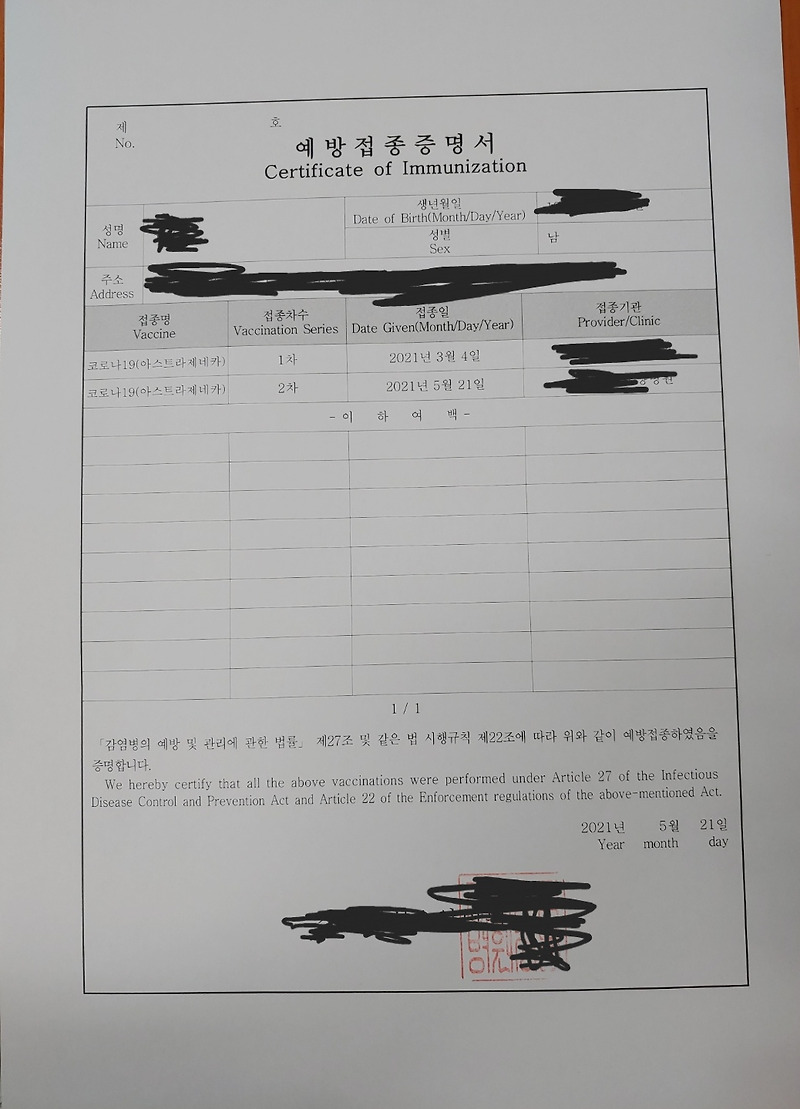 제 호
No.
예방접종증명서
Certificate of Immunization
성명
Name
생년월일
Date of Birth(Month/Day/Year)
성별
Sex
남
주소
Address
접종명 접종차수 접종일 접종기관
Vaccine Vaccination Series Date Given(Month/Day/Year) Provider/Clinic
코로나19(아스트라제네카) 1차 2021년 3월 4일
코로나19(아스트라제네카) 2차 2021년 5월 21일
- 이 하 여 백 -
1 / 1
「감염병의 예방 및 관리에 관한 법률」 제27조 및 같은 법 시행규칙 제22조에 따라 위와 같이 예방접종하였음을
증명합니다.
We hereby certify that all the above vaccinations were performed under Article 27 of the Infectious
Disease Control and Prevention Act and Article 22 of the Enforcement regulations of the above-mentioned Act.
2021년 5월 21일
Year month day